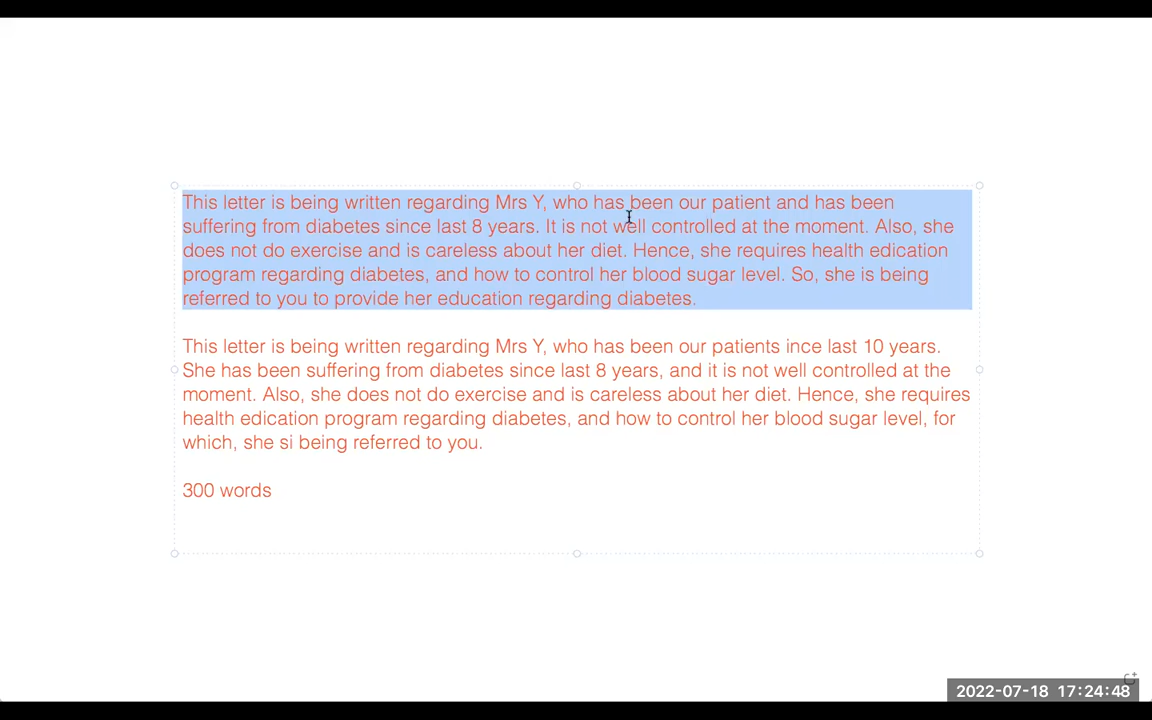 This letter is being written regarding Mrs Y, who has been our patient and has been
suffering from diabetes since last 8 years. It is not well controlled at the moment. Also, she
does not do exercise and is careless about her diet. Hence, she requires health edication
program regarding diabetes, and how to control her blood sugar level. So, she is being
referred to you to provide her education regarding diabetes.
This letter is being written regarding Mrs Y, who has been our patients ince last 10 years.
She has been suffering from diabetes since last 8 years, and it is not well controlled at the
moment. Also, she does not do exercise and is careless about her diet. Hence, she requires
health edication program regarding diabetes, and how to control her blood sugar level, for
which, she si being referred to you.
300 words
2022-07-18 17:24:48